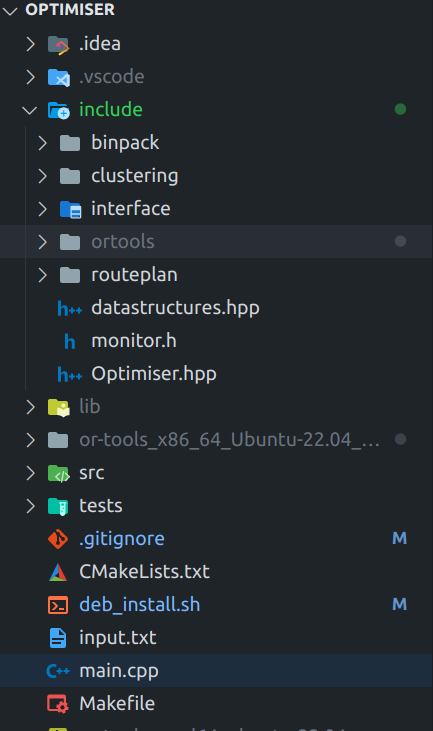 OPTIMISER
.idea
.vscode
include
binpack
clustering
interface
ortools
routeplan
h++ datastructures.hpp
h monitor.h
h++ Optimiser.hpp
lib
or-tools_x86_64_Ubuntu-22.04_...
src
tests
.gitignore M
CMakeLists.txt
deb_install.sh M
input.txt
C++ main.cpp
Makefile